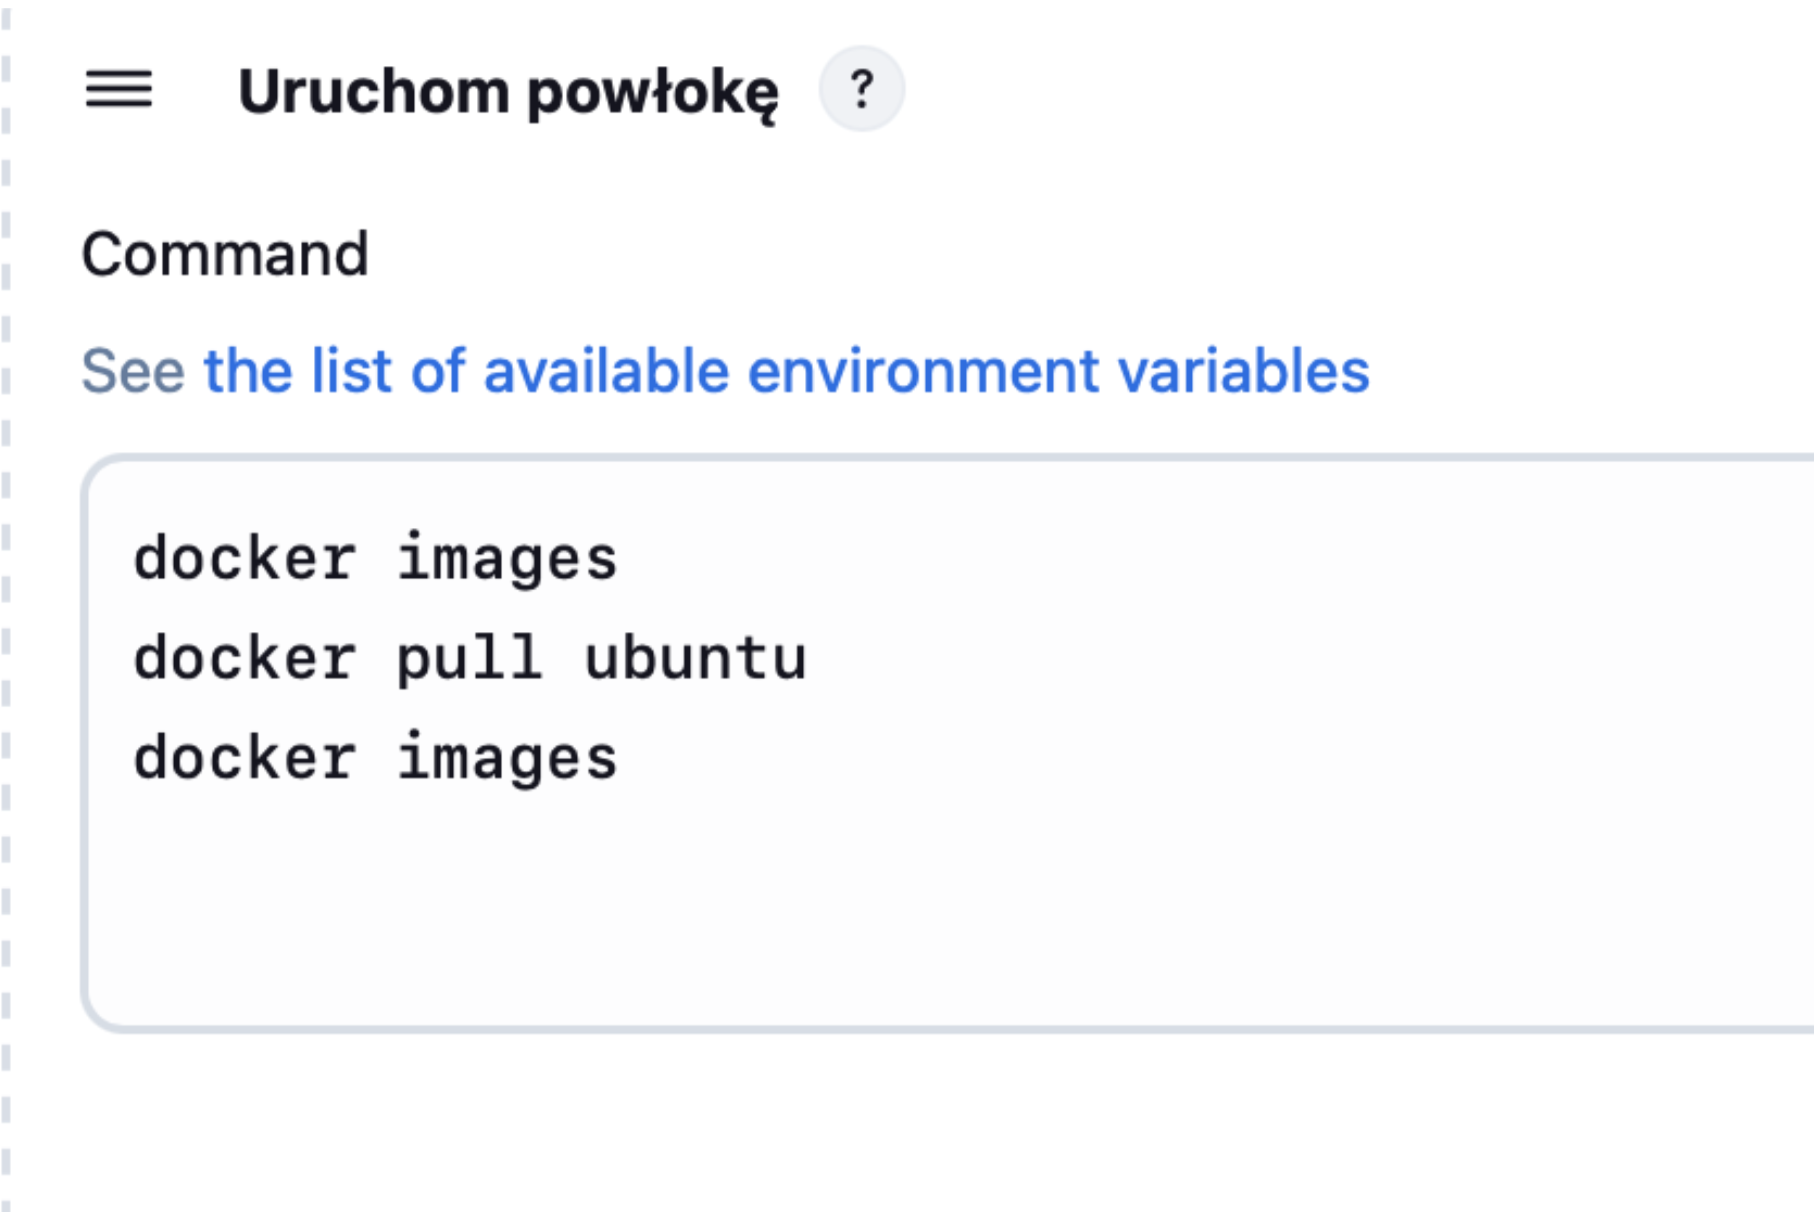 Uruchom powłokę ?
Command
See the list of available environment variables
docker images
docker pull ubuntu
docker images